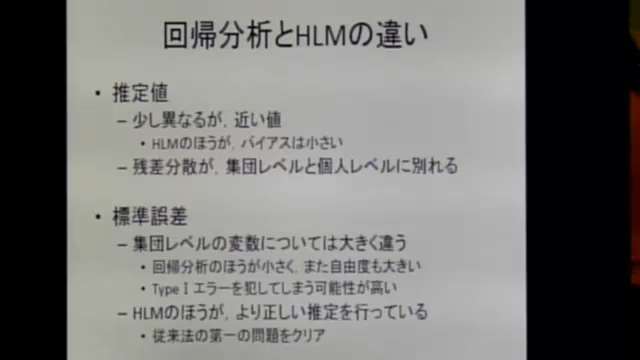 回帰分析とHLMの違い
• 推定値
– 少し異なるが，近い値
• HLMのほうが，バイアスは小さい
– 残差分散が，集団レベルと個人レベルに別れる
• 標準誤差
– 集団レベルの変数については大きく違う
• 回帰分析のほうが小さく，また自由度も大きい
• Type I エラーを犯してしまう可能性が高い
– HLMのほうが，より正しい推定を行っている
• 従来法の第一の問題をクリア